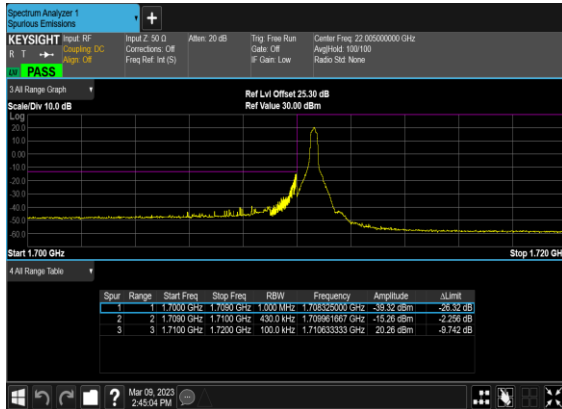 Spectrum Analyzer 1
Spurious Emissions
+
KEYSIGHT Input: RF Input Z: 50 Ω Atten: 20 dB Trig: Free Run Center Freq: 22.005000000 GHz
R T Coupling: DC Corrections: Off Gate: Off Avg|Hold: 100/100
Align: Off Freq Ref: Int (S) IF Gain: Low Radio Std: None
LXI PASS
3 All Range Graph Ref Lvl Offset 25.30 dB
Scale/Div 10.0 dB Ref Value 30.00 dBm
Log
20.0
10.0
0.00
-10.0
-20.0
-30.0
-40.0
-50.0
-60.0
Start 1.700 GHz Stop 1.720 GH
4 All Range Table
Spur Range Start Freq Stop Freq RBW Frequency Amplitude ΔLimit
1 1 1.7000 GHz 1.7090 GHz 1.000 MHz 1.708325000 GHz -39.32 dBm -26.32 dB
2 2 1.7090 GHz 1.7100 GHz 430.0 kHz 1.709961667 GHz -15.26 dBm -2.256 dB
3 3 1.7100 GHz 1.7200 GHz 100.0 kHz 1.710633333 GHz 20.26 dBm -9.742 dB
? Mar 09, 2023
2:45:04 PM